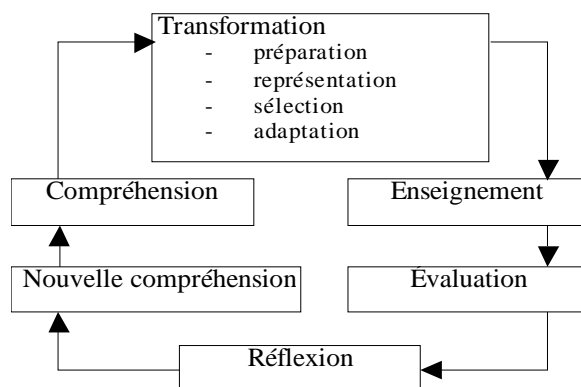 Transformation
- préparation
- représentation
- sélection
- adaptation
Compréhension
Enseignement
Nouvelle compréhension
Évaluation
Réflexion